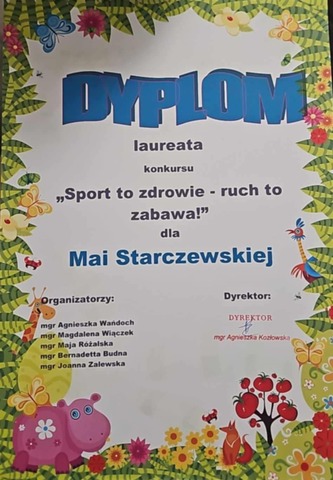 DYPLOM
laureata
konkursu
„Sport to zdrowie - ruch to
zabawa!”
dla
Mai Starczewskiej
Organizatorzy:
Dyrektor:
mgr Agnieszka Wańdoch
mgr Magdalena Wiączek
mgr Maja Różalska
mgr Bernadetta Budna
mgr Joanna Zalewska
DYREKTOR
mgr Agnieszka Kozłowska